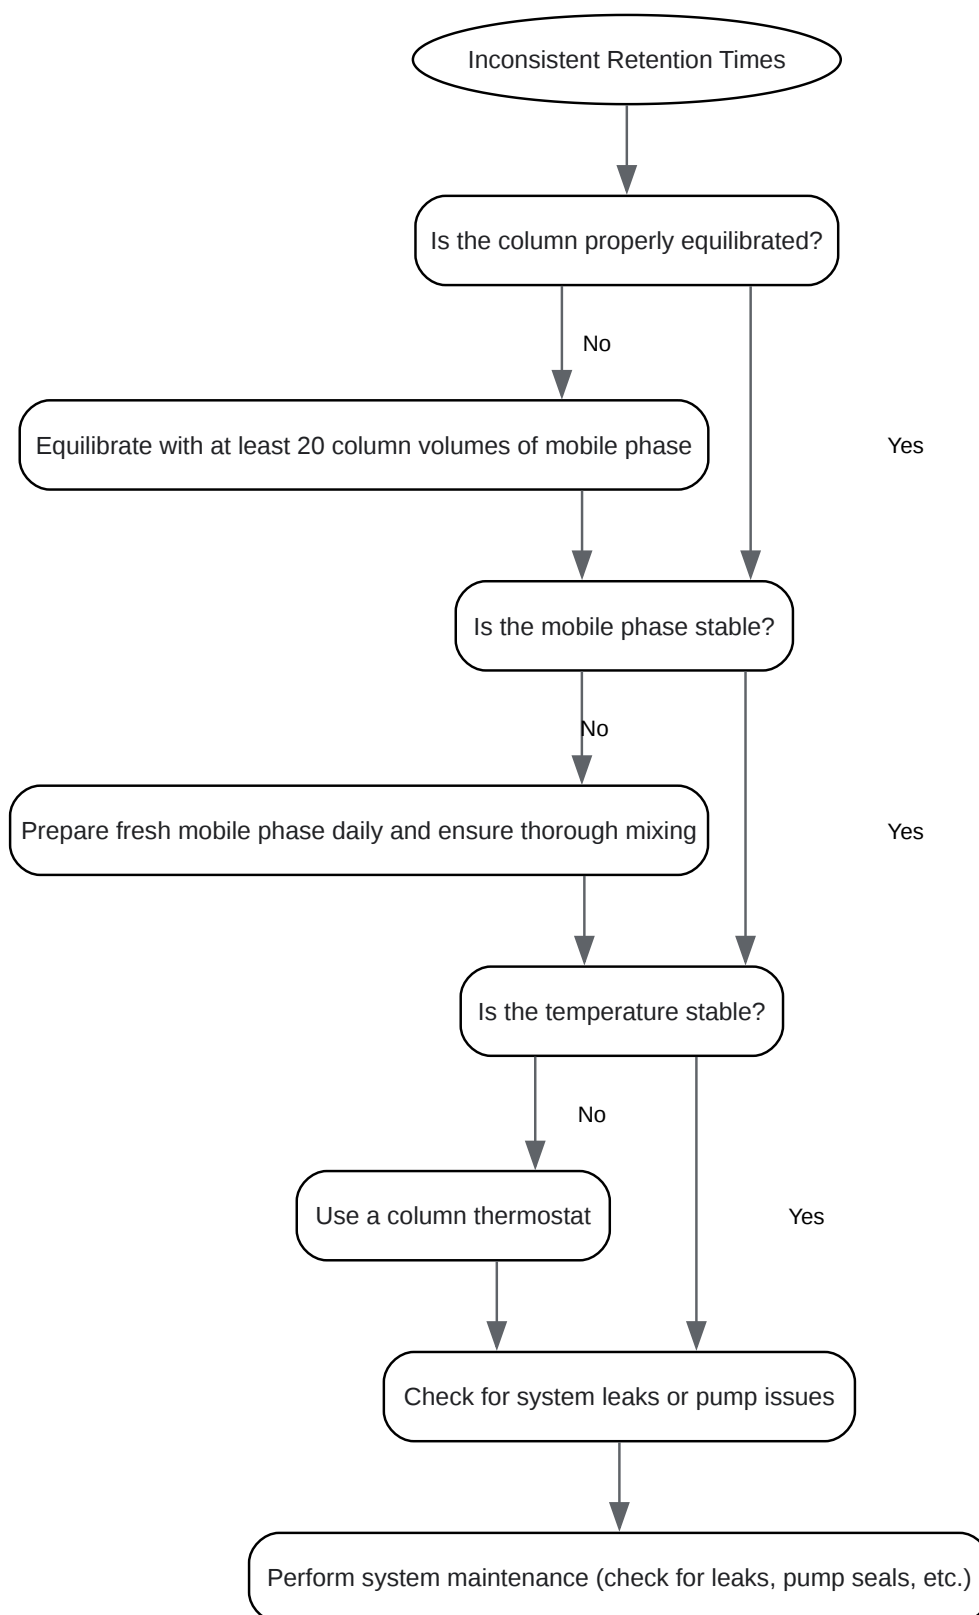 Inconsistent Retention Times
Is the column properly equilibrated?
No
Equilibrate with at least 20 column volumes of mobile phase
Yes
Is the mobile phase stable?
No
Prepare fresh mobile phase daily and ensure thorough mixing
Yes
Is the temperature stable?
No
Use a column thermostat
Yes
Check for system leaks or pump issues
Perform system maintenance (check for leaks, pump seals, etc.)